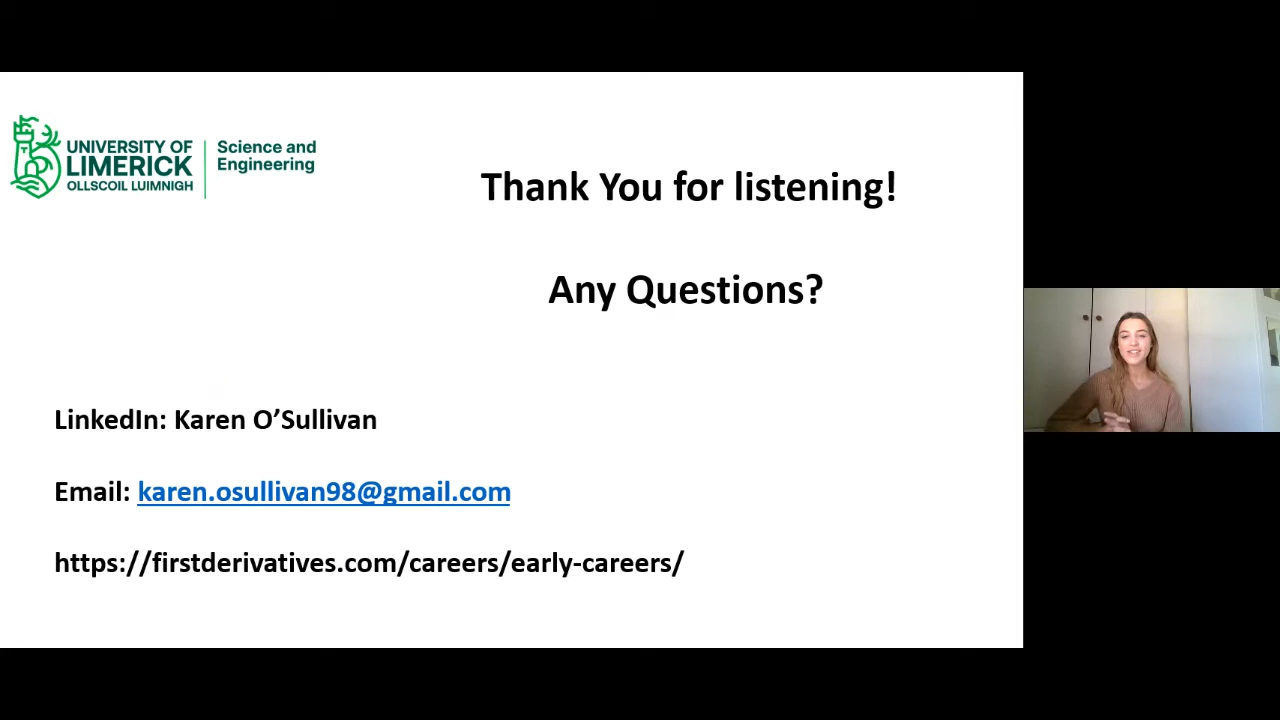 UNIVERSITY OF
LIMERICK
OLLSCOIL LUIMNIGH
Science and
Engineering
Thank You for listening!
Any Questions?
LinkedIn: Karen O’Sullivan
Email: karen.osullivan98@gmail.com
https://firstderivatives.com/careers/early-careers/